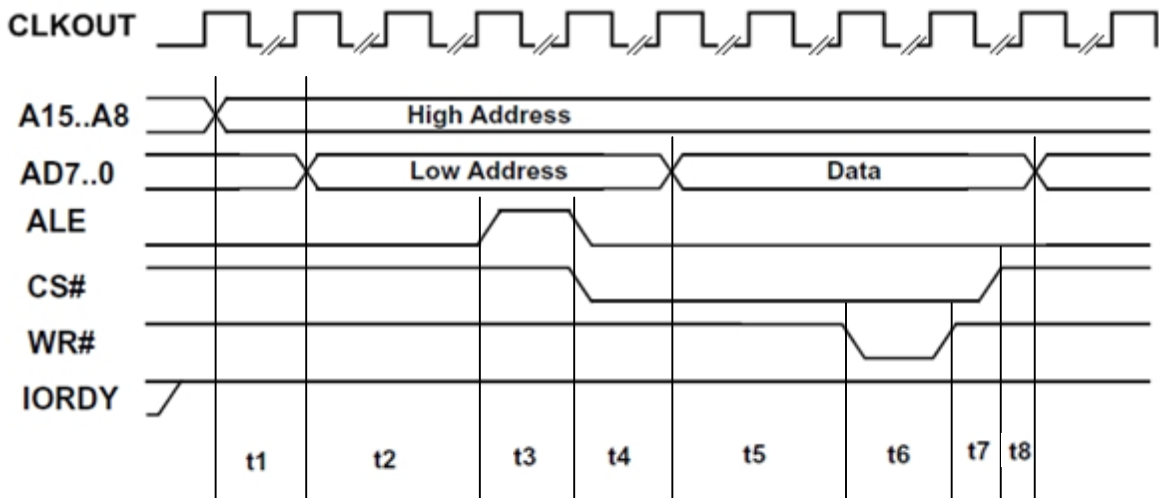 CLKOUT
A15..A8
High Address
AD7..0
Low Address
Data
ALE
CS#
WR#
IORDY
t1
t2
t3
t4
t5
t6
t7
t8